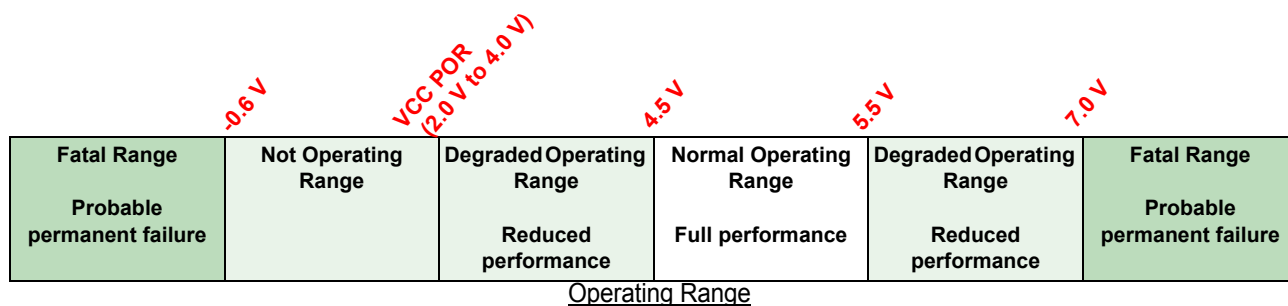 -0.6 V
VCC POR
(2.0 V to 4.0 V)
4.5 V
5.5 V
7.0 V
Fatal Range
Probable
permanent failure
Not Operating
Range
Degraded Operating
Range
Reduced
performance
Normal Operating
Range
Full performance
Degraded Operating
Range
Reduced
performance
Fatal Range
Probable
permanent failure
Operating Range